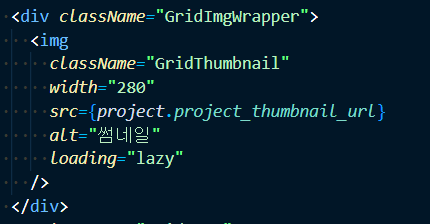 <div className="GridImgWrapper">
<img
className="GridThumbnail"
width="280"
src={project.project_thumbnail_url}
alt="썸네일"
loading="lazy"
/>
</div>